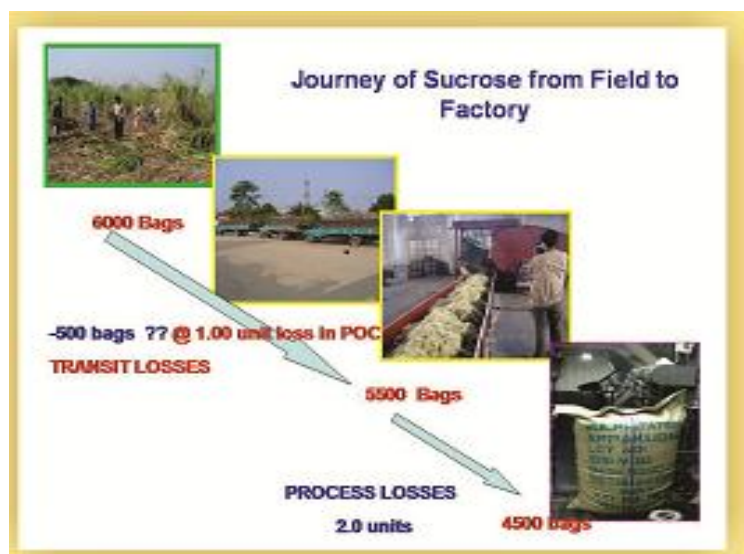 Journey of Sucrose from Field to
Factory
6000 Bags
-500 bags ?? @ 1.00 unit loss in POC
TRANSIT LOSSES
5500 Bags
PROCESS LOSSES
2.0 units
4500 bags